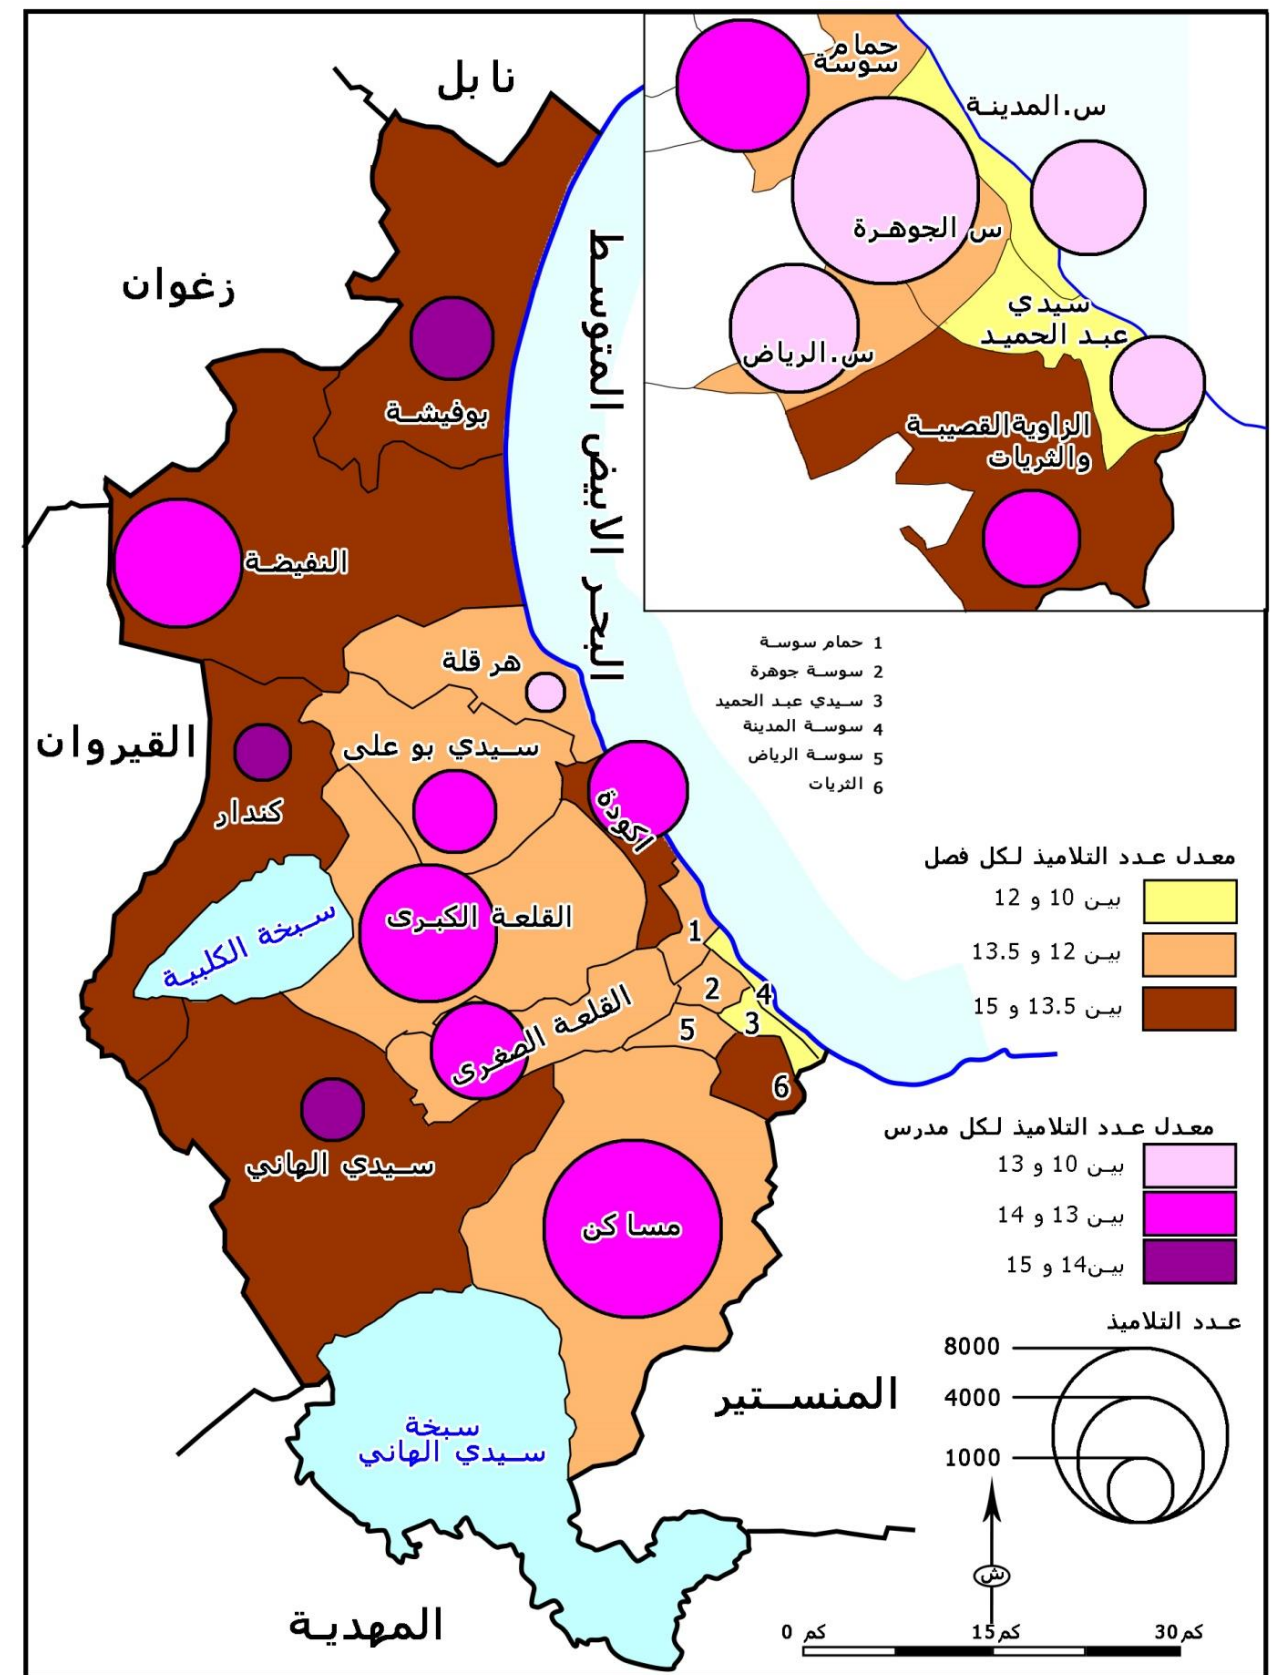 نابل
زغوان
القيروان
المنستير
المهدية
البحر الابيض المتوسط
بوفيشة
النفيضة
هرقلة
سيدي بو على
كندار
اكودة
القلعة الكبرى
سبخة الكلبية
القلعة الصغرى
سيدي الهاني
مساكن
سبخة
سيدي الهاني
1
2
3
4
5
6
حمام
سوسة
س.المدينة
س الجوهرة
سيدي
عبد الحميد
س.الرياض
الزاوية القصيبة
والثريات
1 حمام سوسة
2 سوسة جوهرة
3 سيدي عبد الحميد
4 سوسة المدينة
5 سوسة الرياض
6 الثريات
معدل عدد التلاميذ لكل فصل
بين 10 و 12
بين 12 و 13.5
بين 13.5 و 15
معدل عدد التلاميذ لكل مدرس
بين 10 و 13
بين 13 و 14
بين14 و 15
عدد التلاميذ
8000
4000
1000
ش
0 كم
15كم
30كم